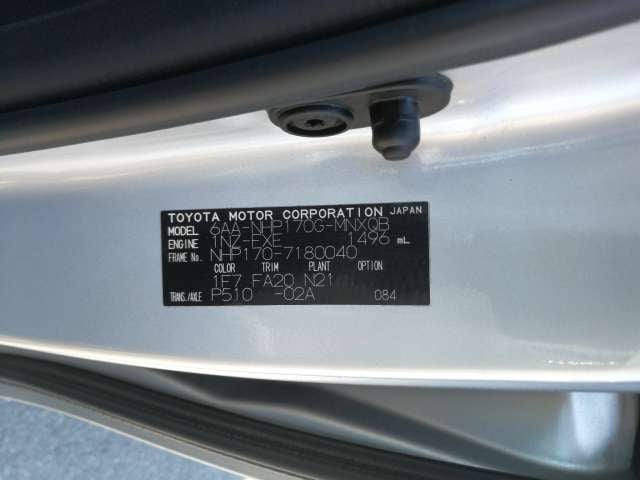 TOYOTA MOTOR CORPORATION JAPAN
MODEL 6AA-NHP170G-MNXQB
ENGINE 1NZ-EXE 1496 mL
FRAME No. NHP170-7180040
COLOR TRIM PLANT OPTION
1F7 FA20 N21
TRANS./AXLE P510 -02A 084